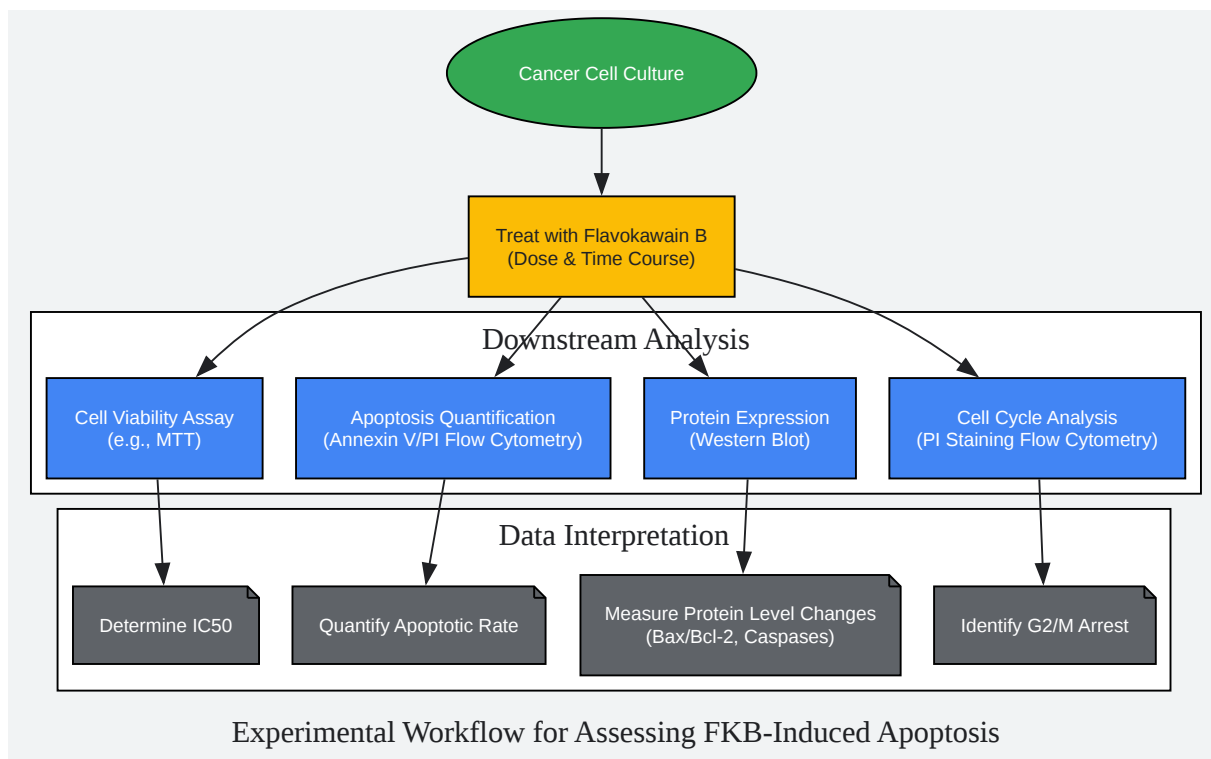 Cancer Cell Culture
Treat with Flavokawain B
(Dose & Time Course)
Downstream Analysis
Cell Viability Assay
(e.g., MTT)
Apoptosis Quantification
(Annexin V/PI Flow Cytometry)
Protein Expression
(Western Blot)
Cell Cycle Analysis
(PI Staining Flow Cytometry)
Data Interpretation
Determine IC50
Quantify Apoptotic Rate
Measure Protein Level Changes
(Bax/Bcl-2, Caspases)
Identify G2/M Arrest
Experimental Workflow for Assessing FKB-Induced Apoptosis